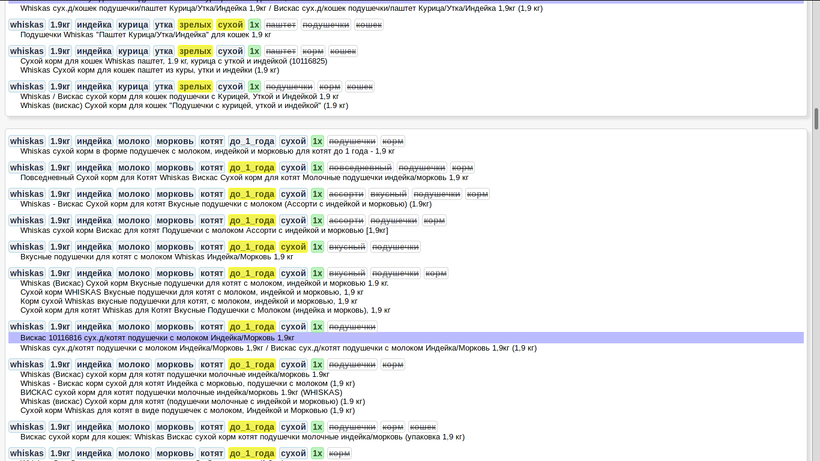 Whiskas сух.д/кошек подушечки/паштет Курица/Утка/Индейка 1,9кг / Вискас сух.д/кошек подушечки/паштет Курица/Утка/Индейка 1,9кг (1,9 кг)
whiskas 1.9кг индейка курица утка зрелых сухой 1x паштет подушечки кошек
Подушечки Whiskas "Паштет Курица/Утка/Индейка" для кошек 1,9 кг
whiskas 1.9кг индейка курица утка зрелых сухой 1x паштет корм кошек
Сухой корм для кошек Whiskas паштет, 1.9 кг, курица с уткой и индейкой (10116825)
Whiskas Сухой корм для кошек паштет из куры, утки и индейки (1,9 кг)
whiskas 1.9кг индейка курица утка зрелых сухой 1x подушечки корм кошек
Whiskas / Вискас Сухой корм для кошек подушечки с Курицей, Уткой и Индейкой 1.9 кг
Whiskas (вискас) Сухой корм для кошек "Подушечки с курицей, уткой и индейкой" (1.9 кг)
whiskas 1.9кг индейка молоко морковь котят до_1_года сухой 1x подушечки корм
Whiskas сухой корм в форме подушечек с молоком, индейкой и морковью для котят до 1 года - 1,9 кг
whiskas 1.9кг индейка молоко морковь котят до_1_года сухой 1x повседневный подушечки корм
Повседневный Сухой корм для Котят Whiskas Вискас Сухой корм для котят Молочные подушечки индейка/морковь 1,9 кг
whiskas 1.9кг индейка молоко морковь котят до_1_года сухой 1x ассорти вкусный подушечки корм
Whiskas - Вискас Сухой корм для котят Вкусные подушечки с молоком (Ассорти с индейкой и морковью) (1.9кг)
whiskas 1.9кг индейка молоко морковь котят до_1_года сухой 1x ассорти подушечки корм
Whiskas сухой корм Вискас для котят Подушечки с молоком Ассорти с индейкой и морковью [1,9кг]
whiskas 1.9кг индейка молоко морковь котят до_1_года сухой 1x вкусный подушечки
Вкусные подушечки для котят с молоком Whiskas Индейка/Морковь 1,9 кг
whiskas 1.9кг индейка молоко морковь котят до_1_года сухой 1x вкусный подушечки корм
Whiskas (Вискас) Сухой корм Вкусные подушечки для котят с молоком, индейкой и морковью 1.9 кг.
Сухой корм WHISKAS Вкусные подушечки для котят с молоком, индейкой и морковью, 1,9 кг
Корм сухой Whiskas вкусные подушечки для котят, с молоком, индейкой и морковью, 1,9 кг
Сухой корм для котят Whiskas для Котят Вкусные Подушечки с Молоком (индейка и морковь), 1,9 кг
whiskas 1.9кг индейка молоко морковь котят до_1_года сухой 1x подушечки
Вискас 10116816 сух.д/котят подушечки с молоком Индейка/Морковь 1,9кг
Whiskas сух.д/котят подушечки с молоком Индейка/Морковь 1,9кг / Вискас сух.д/котят подушечки с молоком Индейка/Морковь 1,9кг (1,9 кг)
whiskas 1.9кг индейка молоко морковь котят до_1_года сухой 1x подушечки корм
Whiskas (Вискас) Корм сухой для котят подушечки молочные индейка/морковь 1.9кг
Whiskas - Вискас корм сухой для котят Индейка с морковью, подушечки с молоком (1,9 кг)
ВИСКАС сухой корм для котят подушечки молочные индейка/морковь 1.9кг (WHISKAS)
Whiskas (вискас) Сухой корм для котят (подушечки молочные с индейкой и морковью) (1.9 кг)
Сухой корм Whiskas для котят в виде подушечек с молоком, Индейкой и Морковью (1,9 кг)
whiskas 1.9кг индейка молоко морковь котят до_1_года сухой 1x подушечки корм кошек
Вискас сухой корм для кошек: Whiskas Вискас сухой корм котят подушечки молочные индейка/морковь (упаковка 1,9 кг)
whiskas 1.9кг индейка молоко морковь котят до_1_года сухой 1x корм